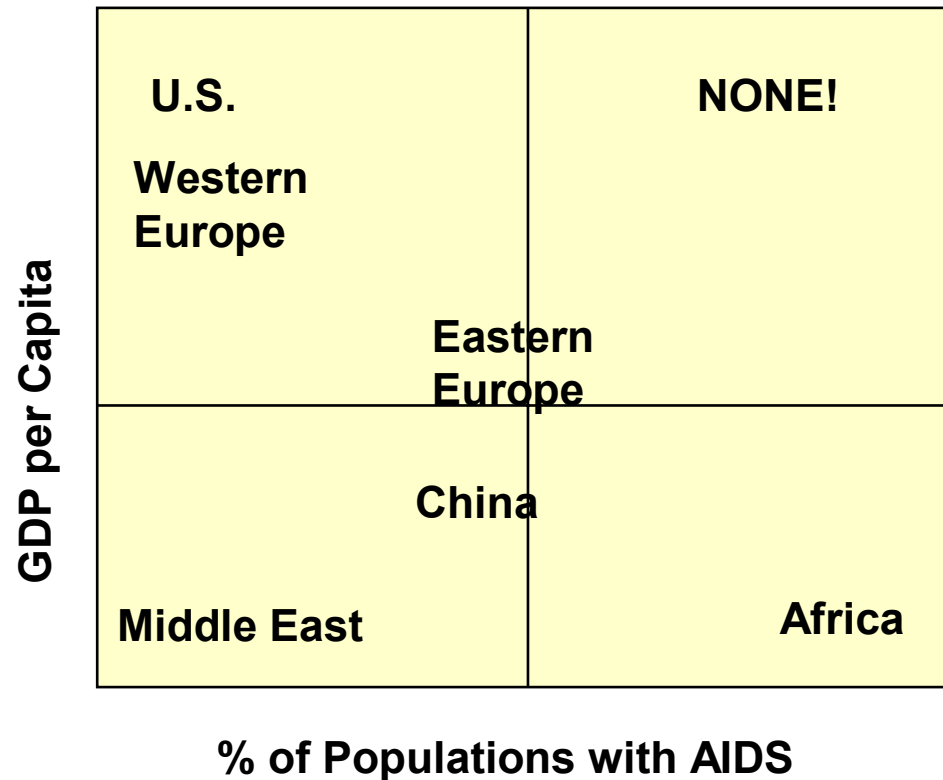 U.S.
NONE!
Western
Europe
Eastern
Europe
China
Middle East
Africa
GDP per Capita
% of Populations with AIDS